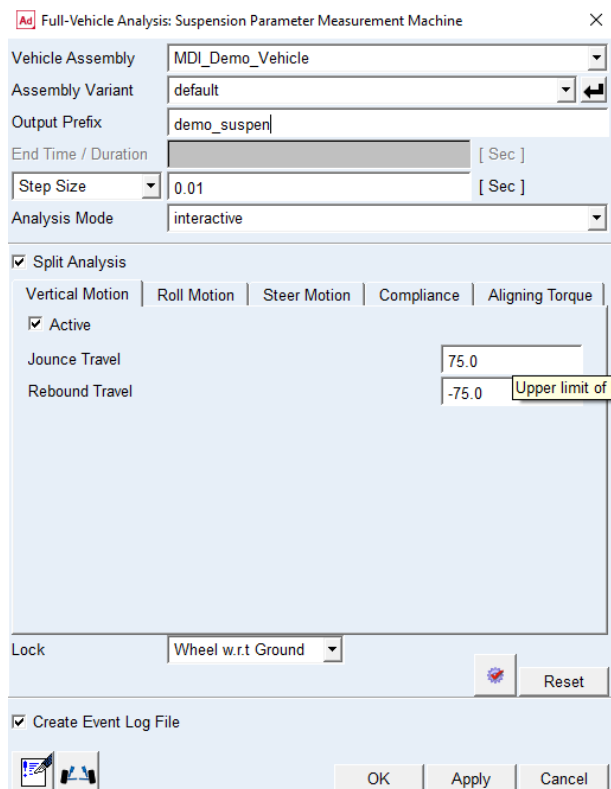 Ad Full-Vehicle Analysis: Suspension Parameter Measurement Machine
Vehicle Assembly MDI_Demo_Vehicle
Assembly Variant default
Output Prefix demo_suspen
End Time / Duration [ Sec ]
Step Size 0.01 [ Sec ]
Analysis Mode interactive
Split Analysis
Vertical Motion Roll Motion Steer Motion Compliance Aligning Torque
Active
Jounce Travel 75.0
Rebound Travel -75.0 Upper limit of
Lock Wheel w.r.t Ground
Reset
Create Event Log File
OK Apply Cancel